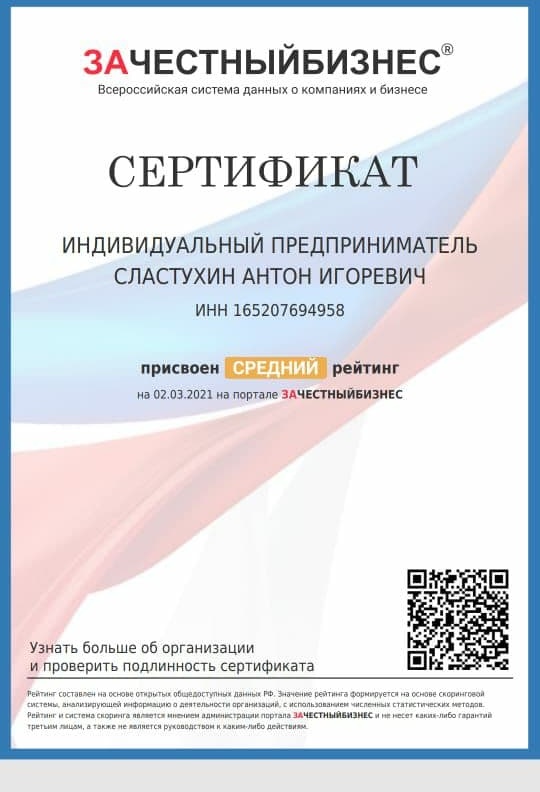 ЗАЧЕСТНЫЙБИЗНЕС®
Всероссийская система данных о компаниях и бизнесе
СЕРТИФИКАТ
ИНДИВИДУАЛЬНЫЙ ПРЕДПРИНИМАТЕЛЬ
СЛАСТУХИН АНТОН ИГОРЕВИЧ
ИНН 165207694958
присвоен СРЕДНИЙ рейтинг
на 02.03.2021 на портале ЗАЧЕСТНЫЙБИЗНЕС
Узнать больше об организации
и проверить подлинность сертификата
Рейтинг составлен на основе открытых общедоступных данных РФ. Значение рейтинга формируется на основе скоринговой
системы, анализирующей информацию о деятельности организаций, с использованием численных статистических методов.
Рейтинг и система скоринга является мнением администрации портала ЗАЧЕСТНЫЙБИЗНЕС и не несет каких-либо гарантий
третьим лицам, а также не является руководством к каким-либо действиям.